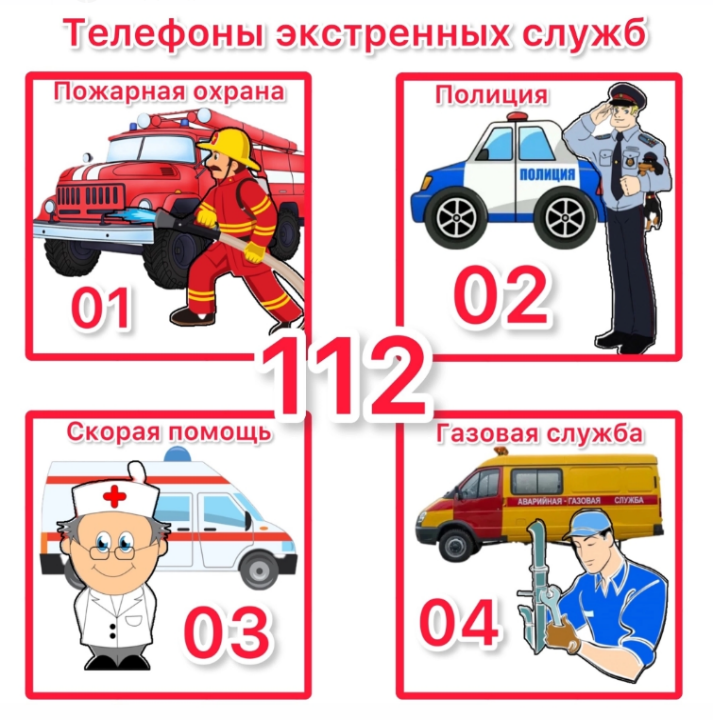 Телефоны экстренных служб
Пожарная охрана
01
Полиция
ПОЛИЦИЯ
02
112
Скорая помощь
03
Газовая служба
АВАРИЙНАЯ - ГАЗОВАЯ СЛУЖБА
04